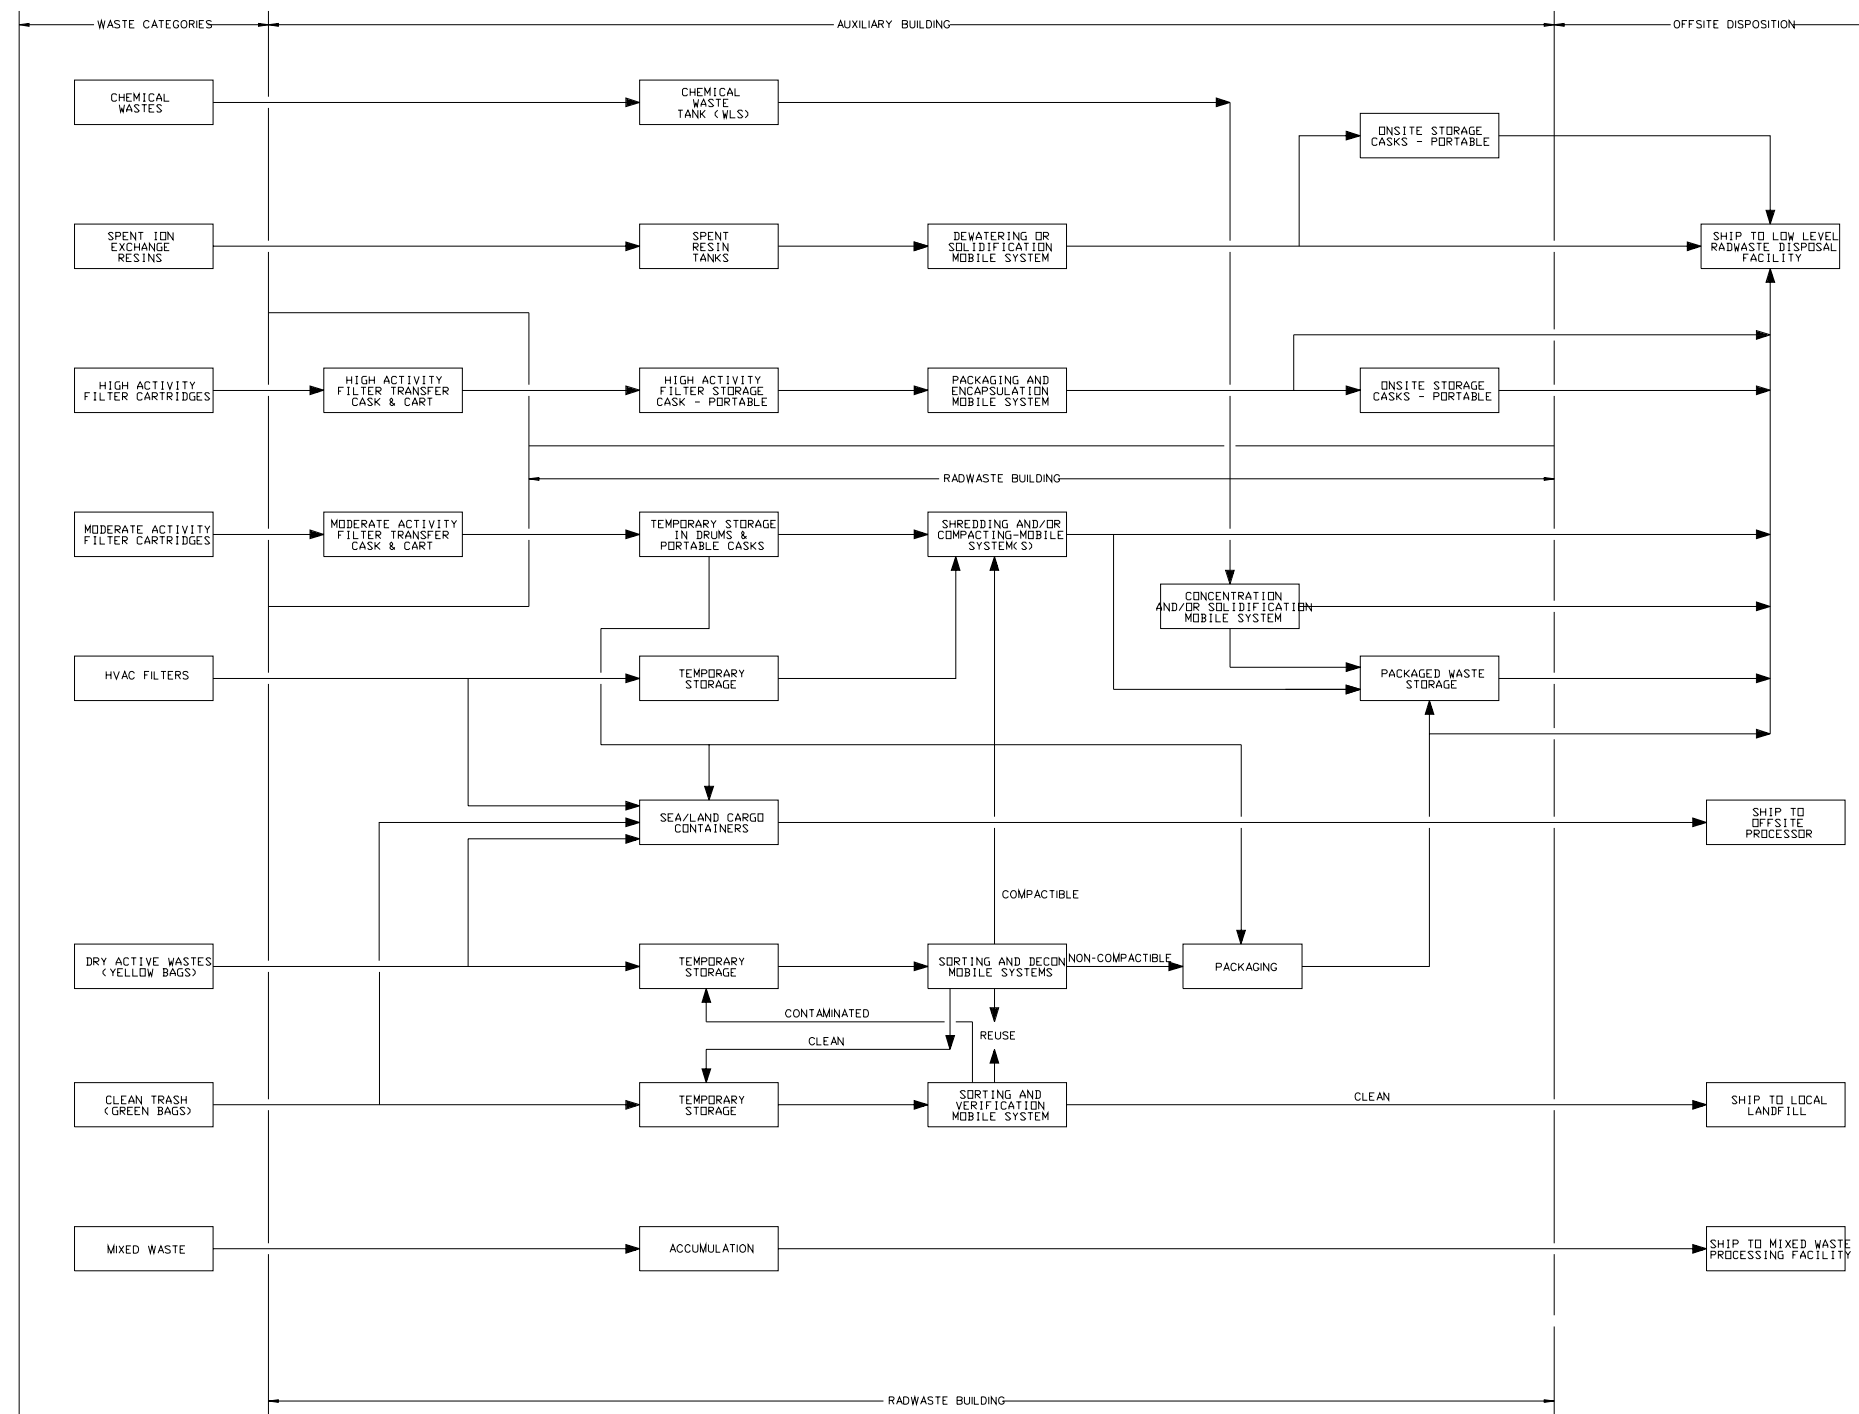 WASTE CATEGORIES
AUXILIARY BUILDING
OFFSITE DISPOSITION
CHEMICAL
WASTES
CHEMICAL
WASTE
TANK (WLS)
ONSITE STORAGE
CASKS - PORTABLE
SPENT ION
EXCHANGE
RESINS
SPENT
RESIN
TANKS
DEWATERING OR
SOLIDIFICATION
MOBILE SYSTEM
SHIP TO LOW LEVEL
RADWASTE DISPOSAL
FACILITY
HIGH ACTIVITY
FILTER CARTRIDGES
HIGH ACTIVITY
FILTER TRANSFER
CASK & CART
HIGH ACTIVITY
FILTER STORAGE
CASK - PORTABLE
PACKAGING AND
ENCAPSULATION
MOBILE SYSTEM
ONSITE STORAGE
CASKS - PORTABLE
RADWASTE BUILDING
MODERATE ACTIVITY
FILTER CARTRIDGES
MODERATE ACTIVITY
FILTER TRANSFER
CASK & CART
TEMPORARY STORAGE
IN DRUMS &
PORTABLE CASKS
SHREDDING AND/OR
COMPACTING-MOBILE
SYSTEM(S)
CONCENTRATION
AND/OR SOLIDIFICATION
MOBILE SYSTEM
HVAC FILTERS
TEMPORARY
STORAGE
PACKAGED WASTE
STORAGE
SEA/LAND CARGO
CONTAINERS
SHIP TO
OFFSITE
PROCESSOR
COMPACTIBLE
DRY ACTIVE WASTES
(YELLOW BAGS)
TEMPORARY
STORAGE
SORTING AND DECON
MOBILE SYSTEMS
NON-COMPACTIBLE
PACKAGING
CONTAMINATED
REUSE
CLEAN
CLEAN TRASH
(GREEN BAGS)
TEMPORARY
STORAGE
SORTING AND
VERIFICATION
MOBILE SYSTEM
CLEAN
SHIP TO LOCAL
LANDFILL
MIXED WASTE
ACCUMULATION
SHIP TO MIXED WASTE
PROCESSING FACILITY
RADWASTE BUILDING